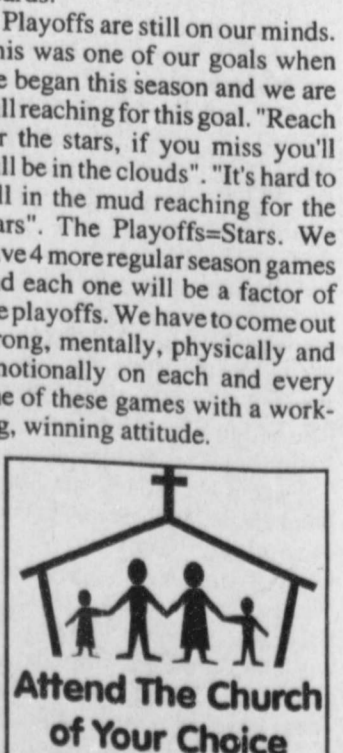 Playoffs are still on our minds.
his was one of our goals when
e began this season and we are
ll reaching for this goal. "Reach
r the stars, if you miss you'll
ll be in the clouds". "It's hard to
ll in the mud reaching for the
ars". The Playoffs=Stars. We
ve 4 more regular season games
d each one will be a factor of
e playoffs. We have to come out
rong, mentally, physically and
notionally on each and every
e of these games with a work-
g, winning attitude.
Attend The Church
of Your Choice